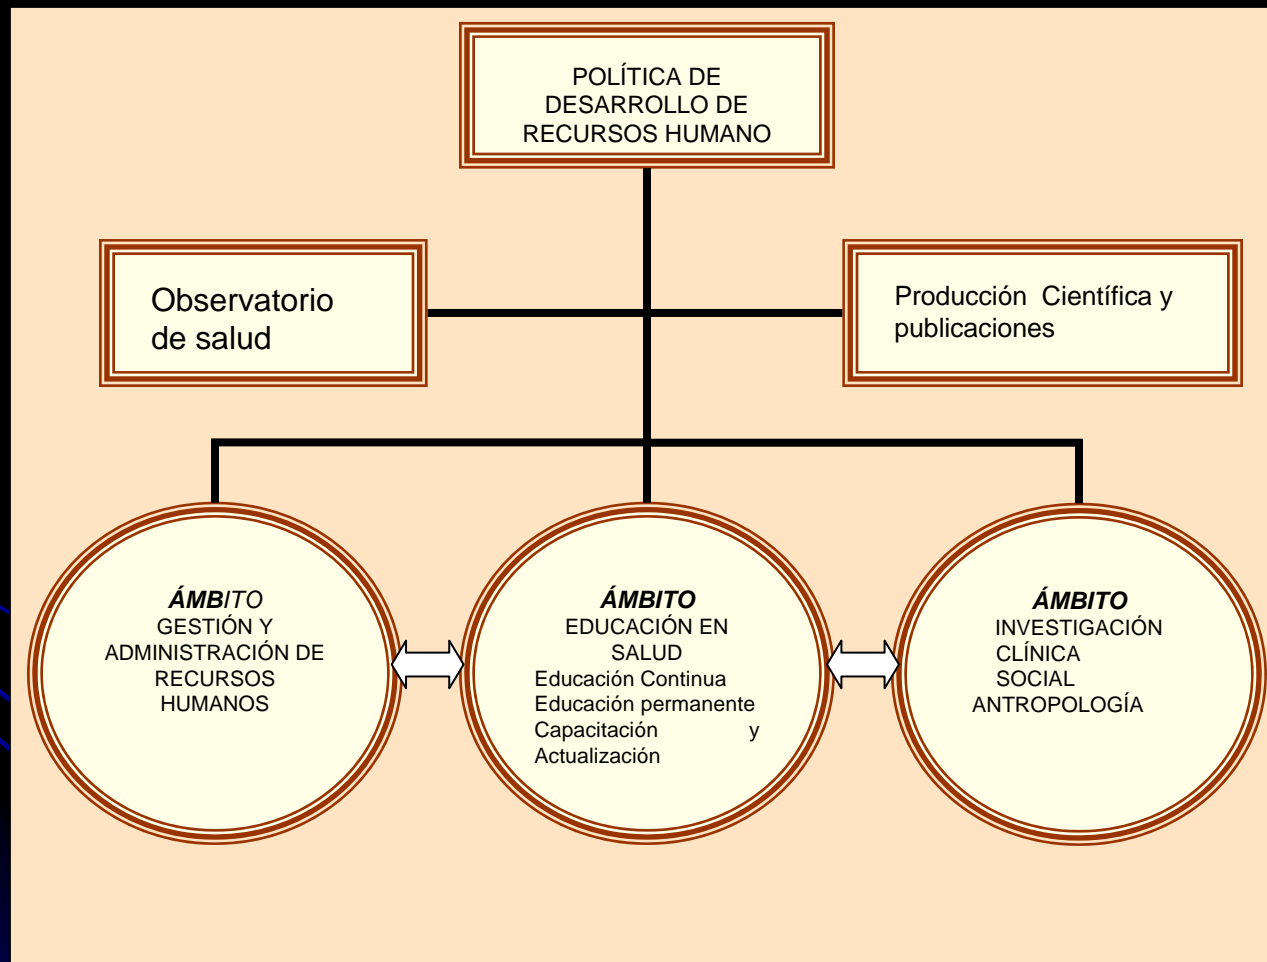 POLÍTICA DE
DESARROLLO DE
RECURSOS HUMANO
Observatorio
de salud
Producción Científica y
publicaciones
ÁMBITO
GESTIÓN Y
ADMINISTRACIÓN DE
RECURSOS
HUMANOS
ÁMBITO
EDUCACIÓN EN
SALUD
Educación Continua
Educación permanente
Capacitación y
Actualización
ÁMBITO
INVESTIGACIÓN
CLÍNICA
SOCIAL
ANTROPOLOGÍA